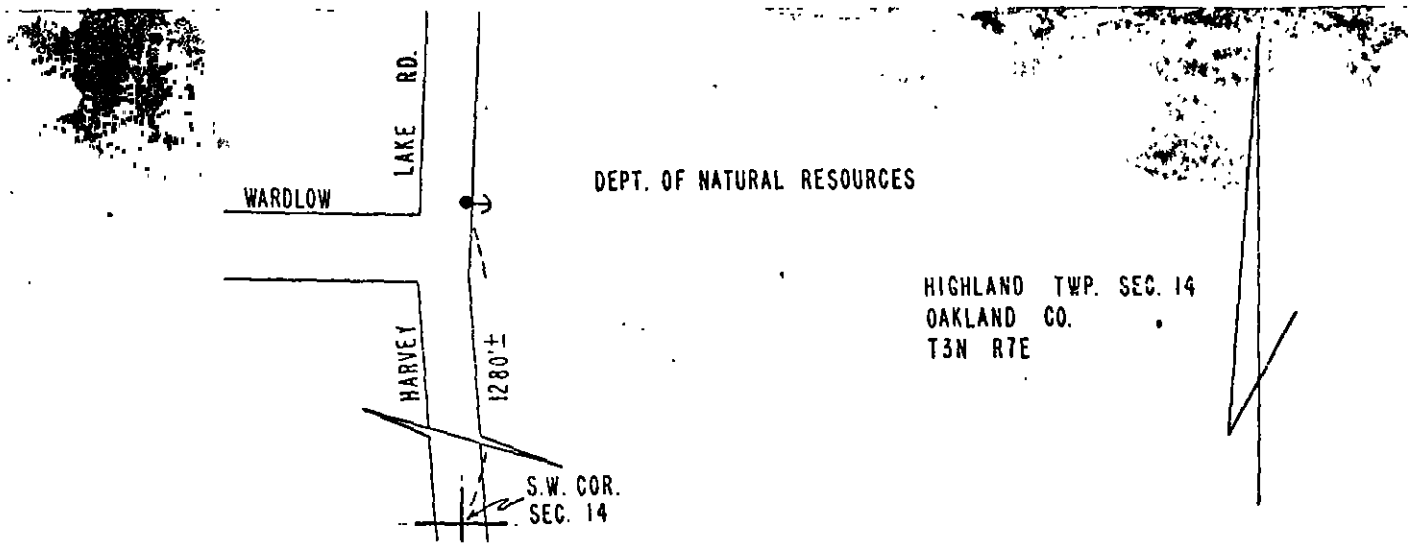 HARVEY LAKE RD.
WARDLOW
DEPT. OF NATURAL RESOURCES
HIGHLAND TWP. SEC. 14
OAKLAND CO.
T3N R7E
1280'±
S.W. COR.
SEC. 14